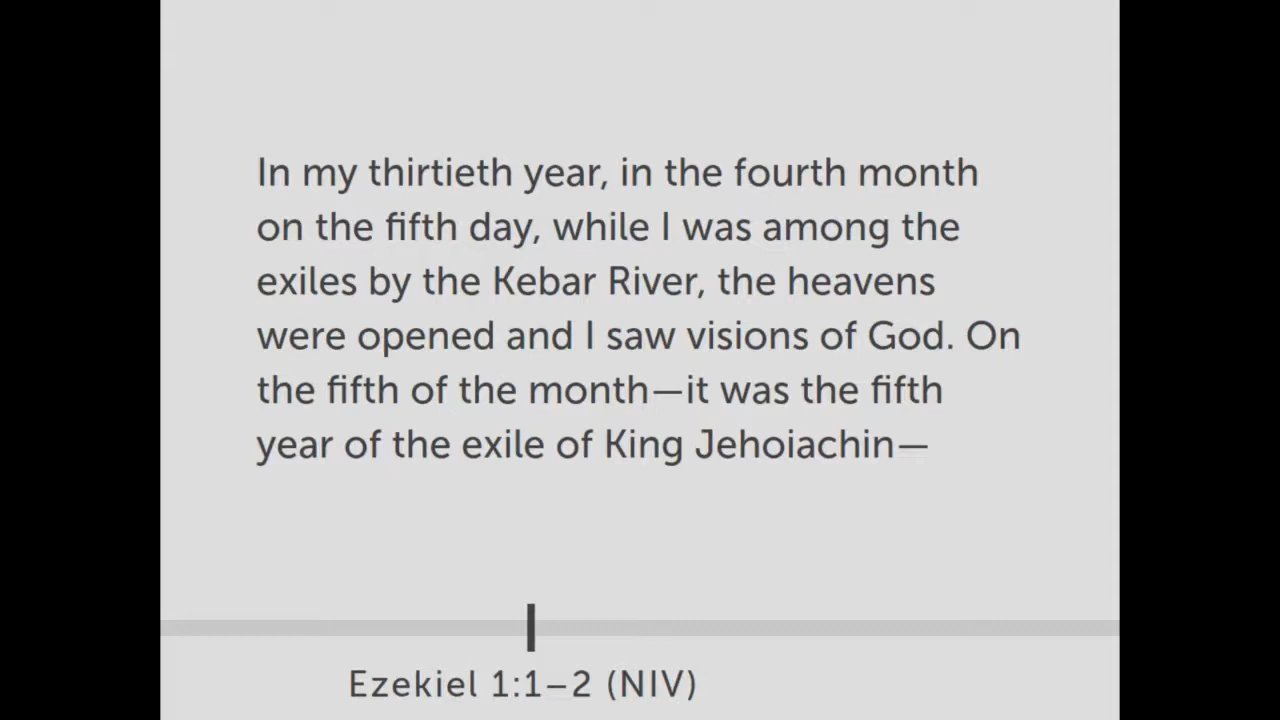 In my thirtieth year, in the fourth month
on the fifth day, while I was among the
exiles by the Kebar River, the heavens
were opened and I saw visions of God. On
the fifth of the month—it was the fifth
year of the exile of King Jehoiachin—
Ezekiel 1:1–2 (NIV)